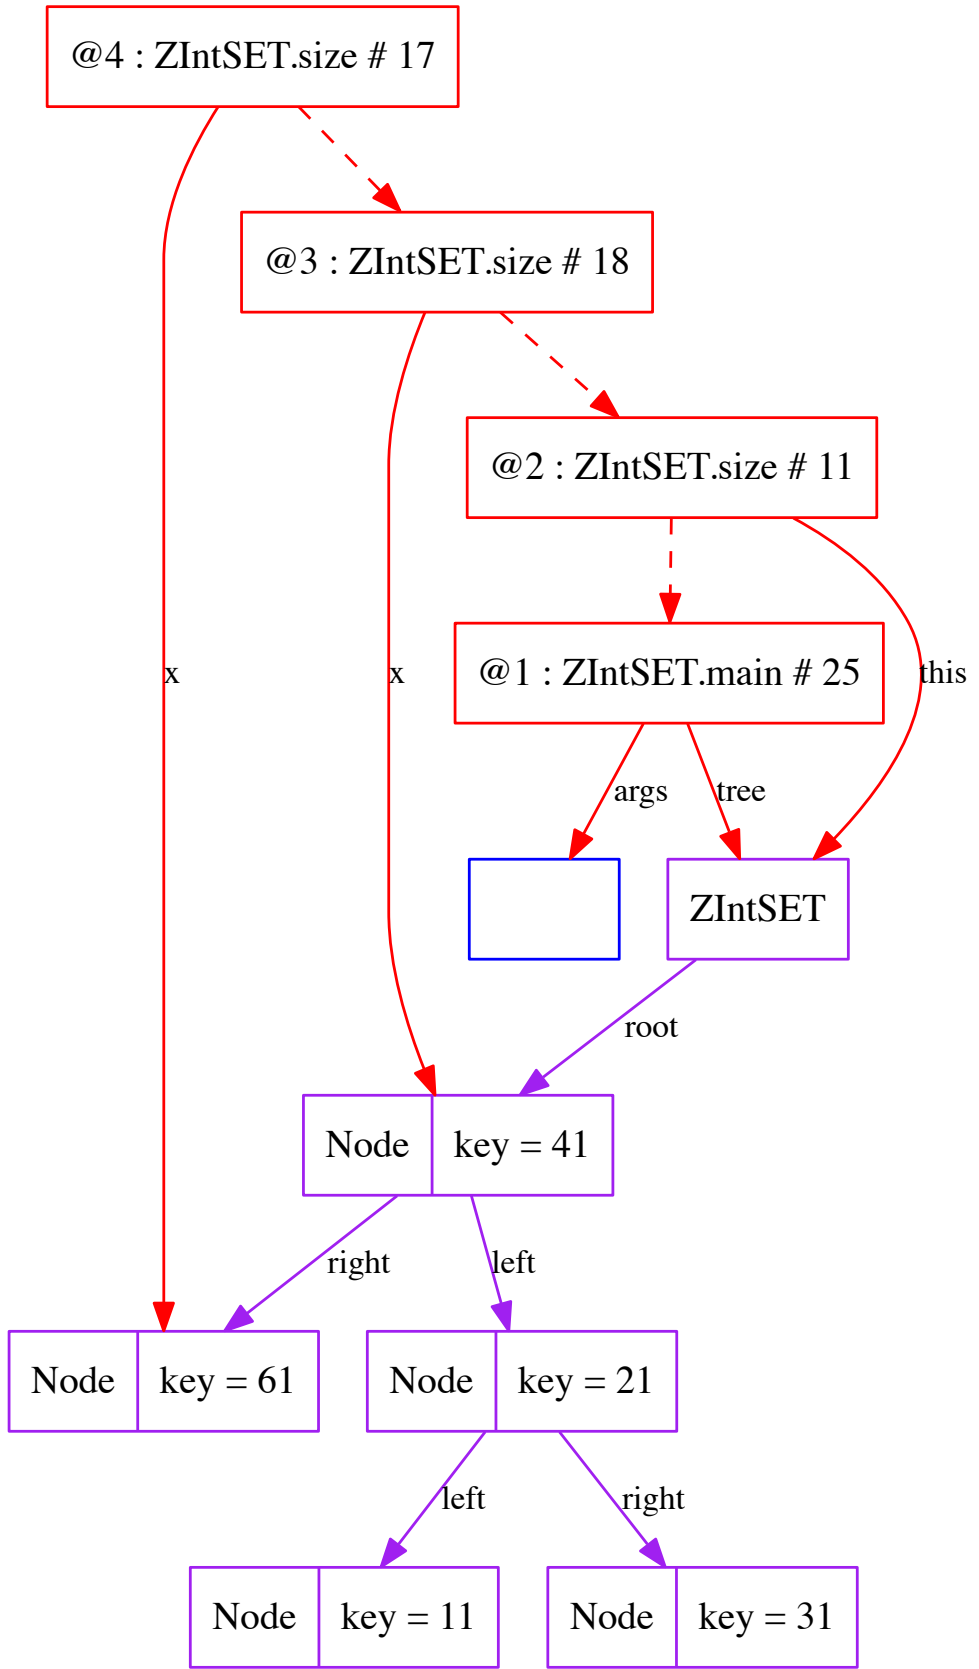 @4 : ZIntSET.size # 17
@3 : ZIntSET.size # 18
@2 : ZIntSET.size # 11
x
x
@1 : ZIntSET.main # 25
this
args
tree
ZIntSET
root
Node
key = 41
right
left
Node
key = 61
Node
key = 21
left
right
Node
key = 11
Node
key = 31